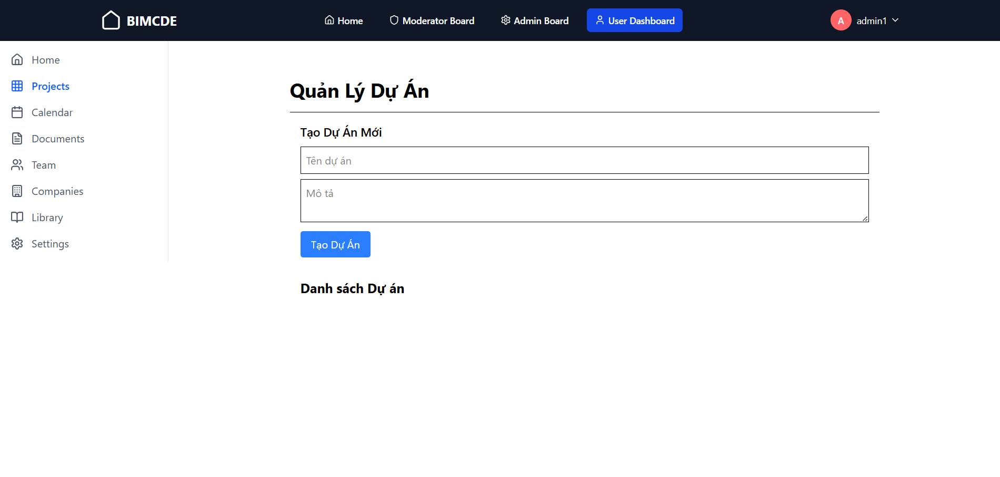 BIMCDE
Home
Moderator Board
Admin Board
User Dashboard
A
admin1
Home
Projects
Calendar
Documents
Team
Companies
Library
Settings
Quản Lý Dự Án
Tạo Dự Án Mới
Tên dự án
Mô tả
Tạo Dự Án
Danh sách Dự án